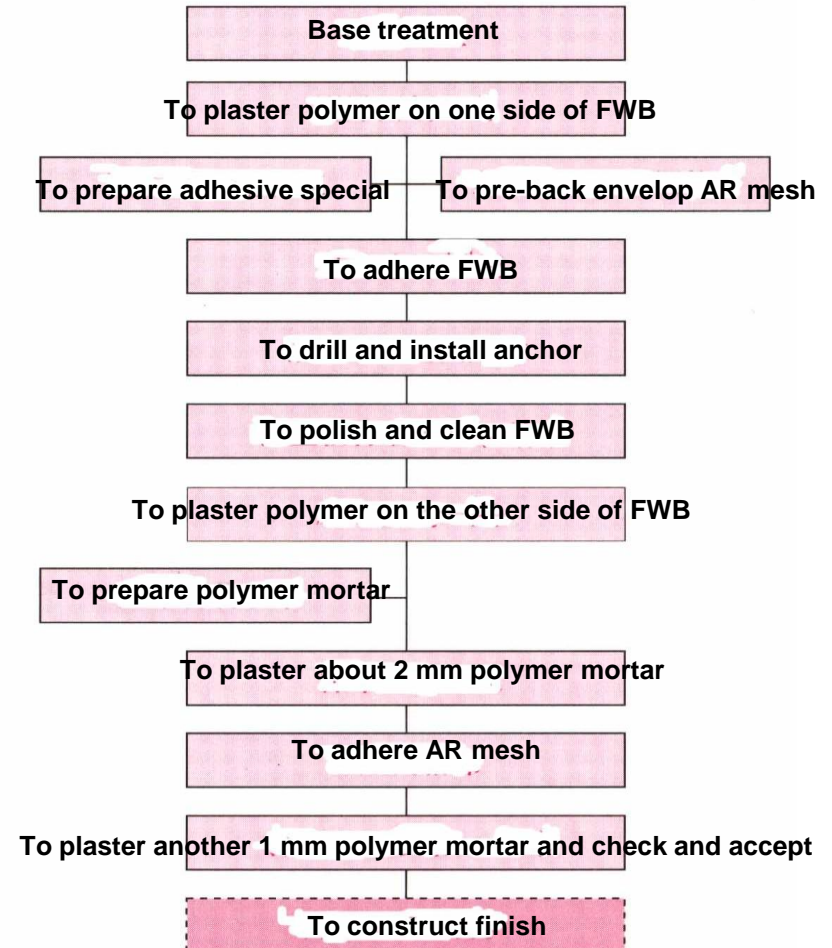 Base treatment
To plaster polymer on one side of FWB
To prepare adhesive special
To pre-back envelop AR mesh
To adhere FWB
To drill and install anchor
To polish and clean FWB
To plaster polymer on the other side of FWB
To prepare polymer mortar
To plaster about 2 mm polymer mortar
To adhere AR mesh
To plaster another 1 mm polymer mortar and check and accept
To construct finish